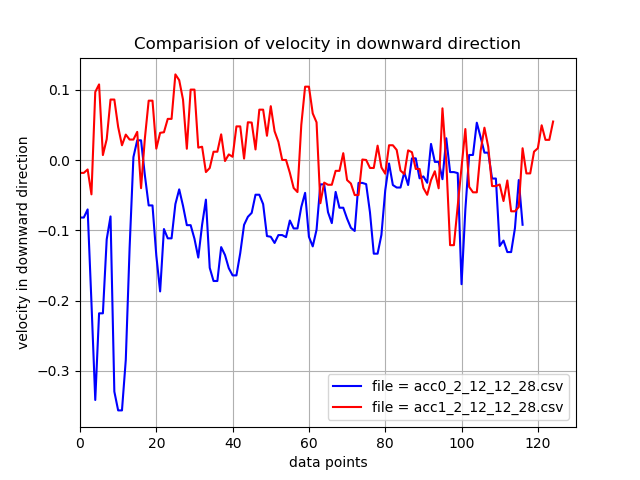 Comparision of velocity in downward direction
velocity in downward direction
0.1
0.0
−0.1
−0.2
−0.3
0 20 40 60 80 100 120
data points
file = acc0_2_12_12_28.csv
file = acc1_2_12_12_28.csv